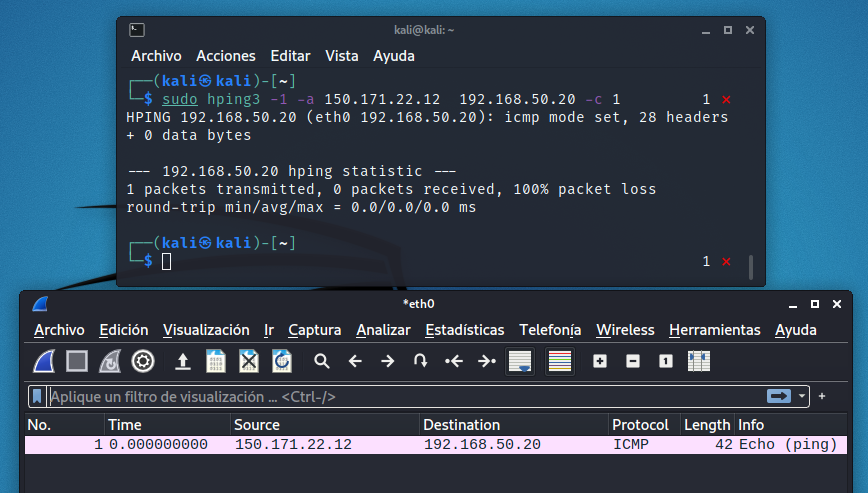 kali@kali: ~
Archivo Acciones Editar Vista Ayuda
┌──(kali㉿kali)-[~]
└─$ sudo hping3 -1 -a 150.171.22.12  192.168.50.20 -c 1 1 ✗
HPING 192.168.50.20 (eth0 192.168.50.20): icmp mode set, 28 headers
+ 0 data bytes
--- 192.168.50.20 hping statistic ---
1 packets transmitted, 0 packets received, 100% packet loss
round-trip min/avg/max = 0.0/0.0/0.0 ms
┌──(kali㉿kali)-[~]
└─$ 1 ✗
*eth0
Archivo Edición Visualización Ir Captura Analizar Estadísticas Telefonía Wireless Herramientas Ayuda
Aplique un filtro de visualización ... <Ctrl-/> +
No. Time Source Destination Protocol Length Info
1 0.000000000 150.171.22.12 192.168.50.20 ICMP 42 Echo (ping)